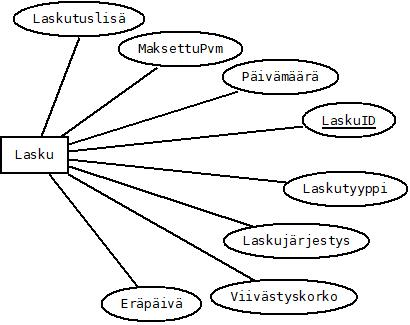 Laskutuslisä
MaksettuPvm
Päivämäärä
LaskuID
Lasku
Laskutyyppi
Laskujärjestys
Viivästyskorko
Eräpäivä